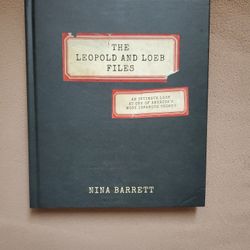 THE
LEOPOLD AND LOEB
FILES
AN INTIMATE LOOK
AT ONE OF AMERICA'S
MOST INFAMOUS CRIMES
NINA BARRETT